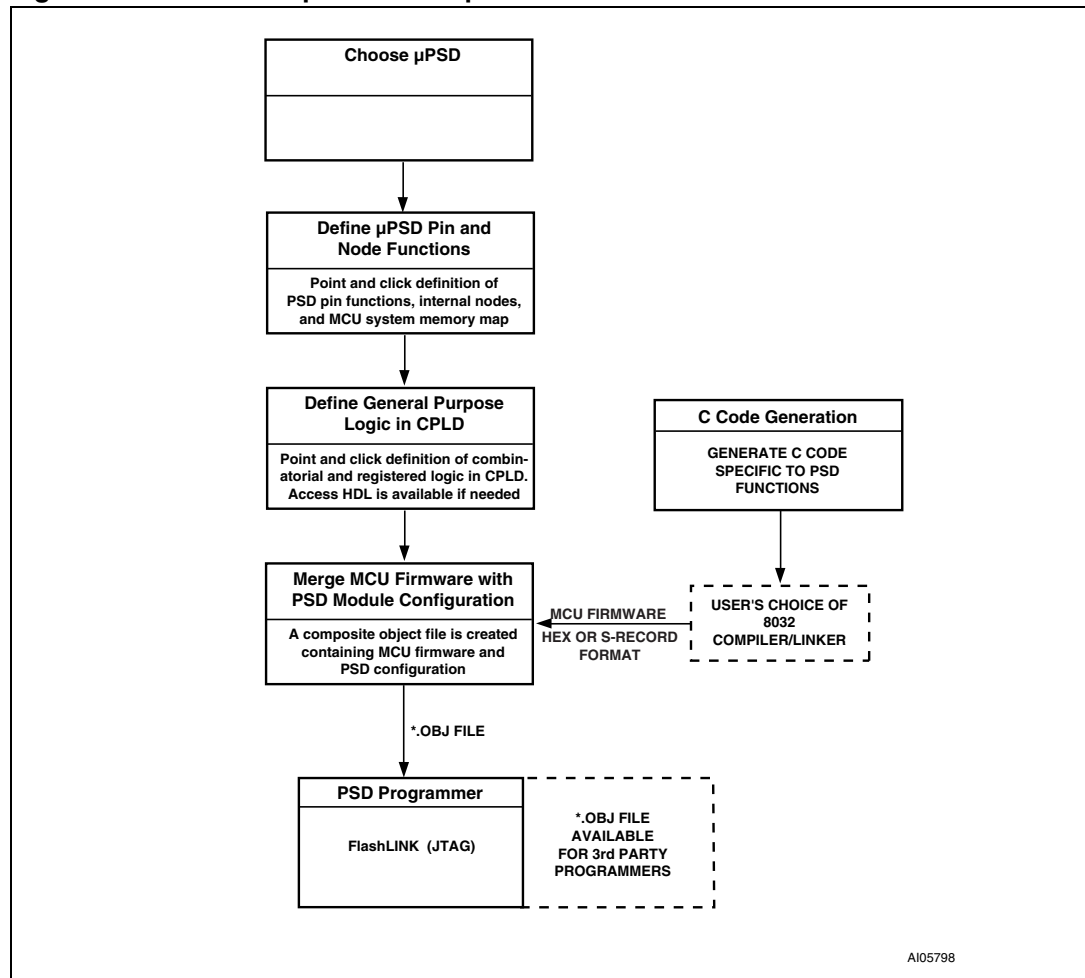 Choose µPSD
Define µPSD Pin and
Node Functions
Point and click definition of
PSD pin functions, internal nodes,
and MCU system memory map
Define General Purpose
Logic in CPLD
Point and click definition of combin-
atorial and registered logic in CPLD.
Access HDL is available if needed
C Code Generation
GENERATE C CODE
SPECIFIC TO PSD
FUNCTIONS
Merge MCU Firmware with
PSD Module Configuration
A composite object file is created
containing MCU firmware and
PSD configuration
MCU FIRMWARE
HEX OR S-RECORD
FORMAT
USER'S CHOICE OF
8032
COMPILER/LINKER
*.OBJ FILE
PSD Programmer
FlashLINK (JTAG)
*.OBJ FILE
AVAILABLE
FOR 3rd PARTY
PROGRAMMERS
AI05798